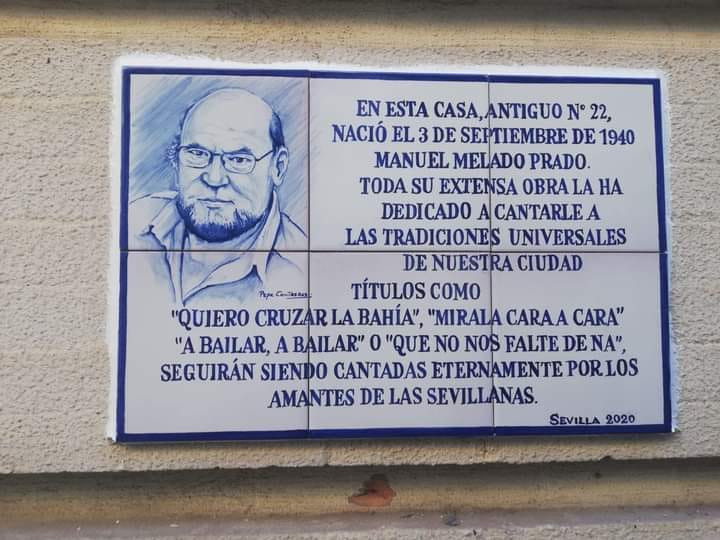 EN ESTA CASA, ANTIGUO Nº 22,
NACIÓ EL 3 DE SEPTIEMBRE DE 1940
MANUEL MELADO PRADO.
TODA SU EXTENSA OBRA LA HA
DEDICADO A CANTARLE A
LAS TRADICIONES UNIVERSALES
DE NUESTRA CIUDAD
TÍTULOS COMO
"QUIERO CRUZAR LA BAHÍA", "MIRALA CARA A CARA"
"A BAILAR, A BAILAR" O "QUE NO NOS FALTE DE NA",
SEGUIRÁN SIENDO CANTADAS ETERNAMENTE POR LOS
AMANTES DE LAS SEVILLANAS.
SEVILLA 2020
Pepe